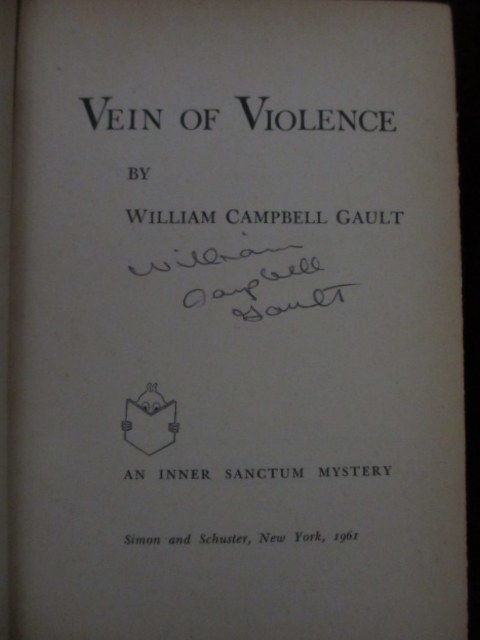 VEIN OF VIOLENCE
BY
WILLIAM CAMPBELL GAULT
William
Campbell
Gault
AN INNER SANCTUM MYSTERY
Simon and Schuster, New York, 1961